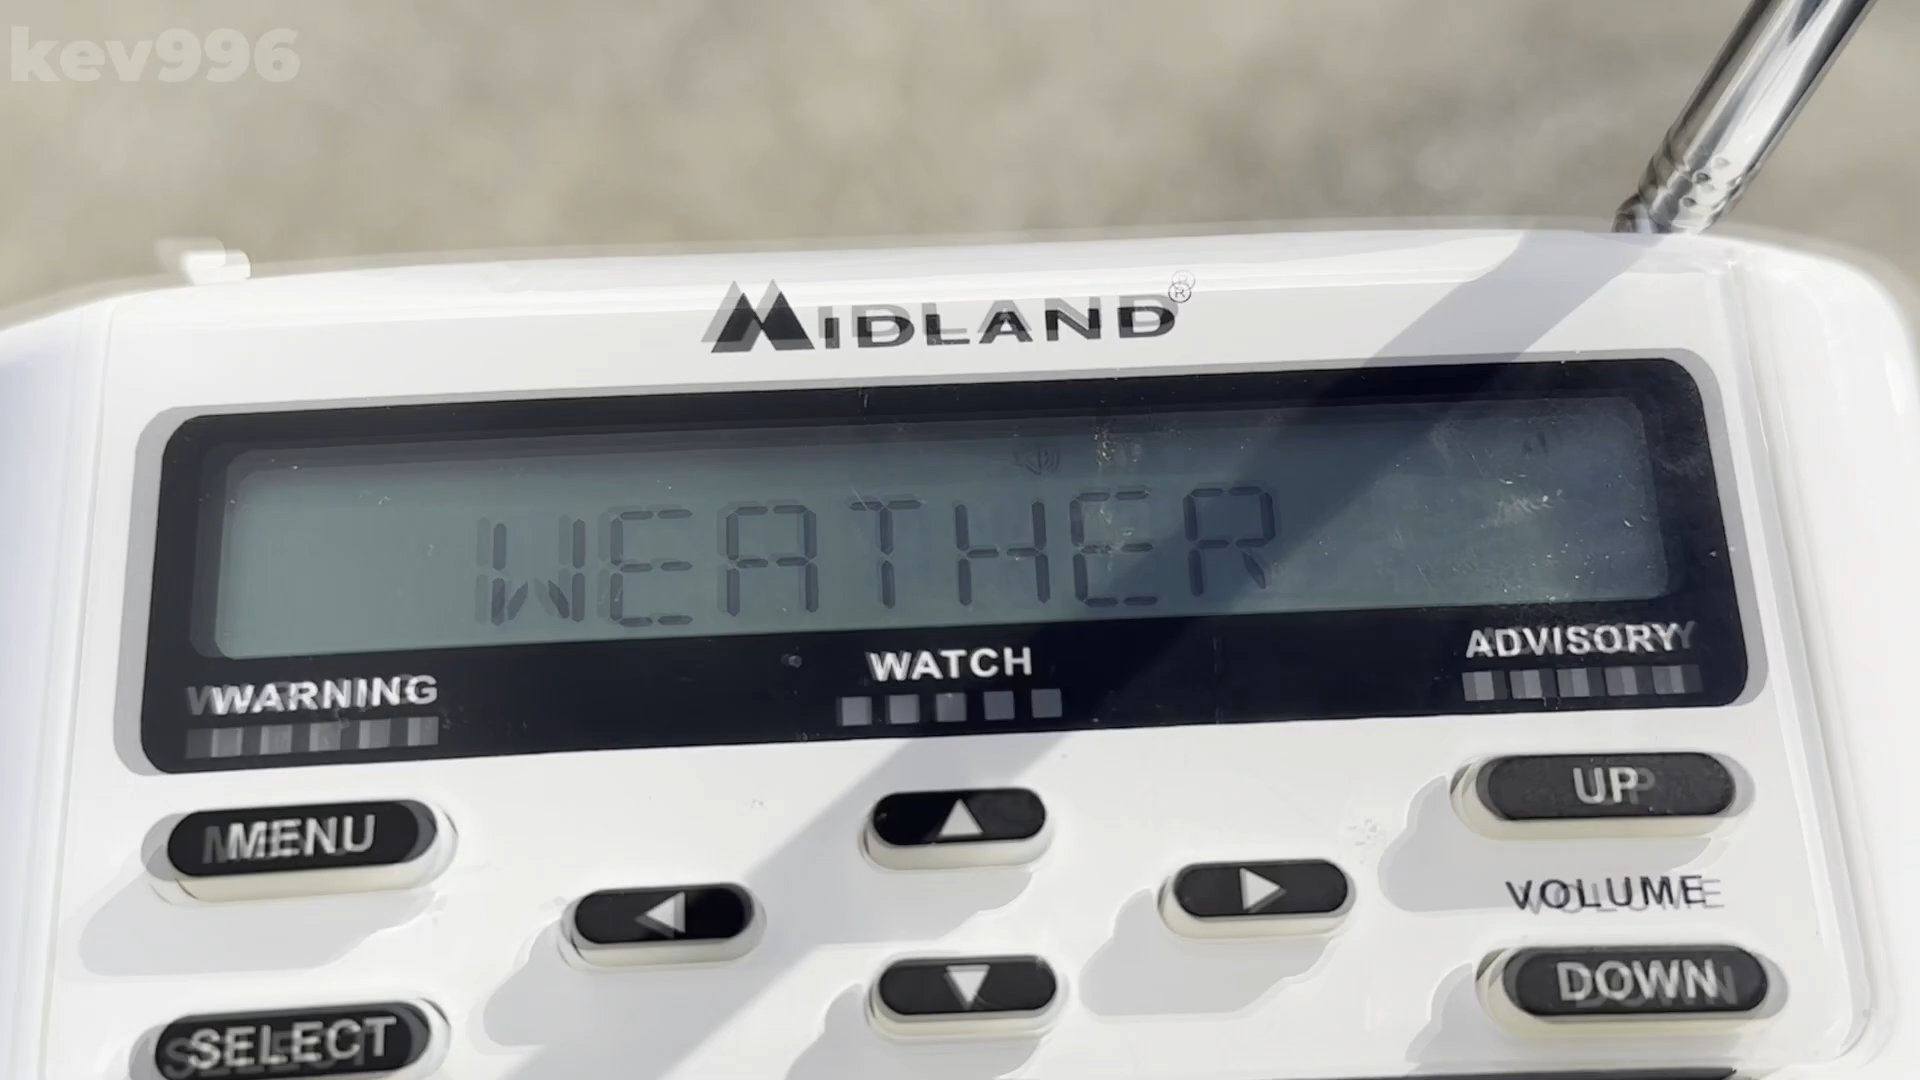 kev996
MIDLAND®
WEATHER
WARNING
WATCH
ADVISORY
MENU
UP
VOLUME
DOWN
SELECT